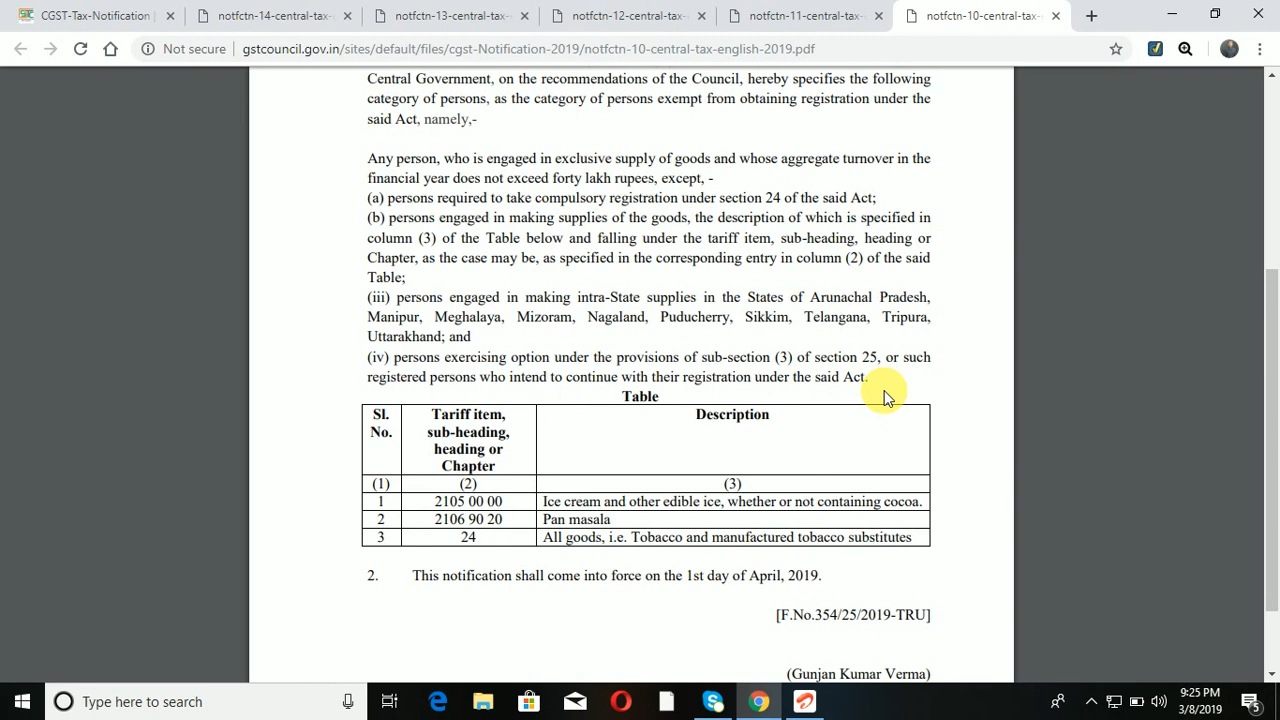 CGST-Tax-Notification
notfctn-14-central-tax-
notfctn-13-central-tax-
notfctn-12-central-tax-
notfctn-11-central-tax-
notfctn-10-central-tax-
Not secure
gstcouncil.gov.in/sites/default/files/cgst-Notification-2019/notfctn-10-central-tax-english-2019.pdf
Central Government, on the recommendations of the Council, hereby specifies the following
category of persons, as the category of persons exempt from obtaining registration under the
said Act, namely,-
Any person, who is engaged in exclusive supply of goods and whose aggregate turnover in the
financial year does not exceed forty lakh rupees, except, -
(a) persons required to take compulsory registration under section 24 of the said Act;
(b) persons engaged in making supplies of the goods, the description of which is specified in
column (3) of the Table below and falling under the tariff item, sub-heading, heading or
Chapter, as the case may be, as specified in the corresponding entry in column (2) of the said
Table;
(iii) persons engaged in making intra-State supplies in the States of Arunachal Pradesh,
Manipur, Meghalaya, Mizoram, Nagaland, Puducherry, Sikkim, Telangana, Tripura,
Uttarakhand; and
(iv) persons exercising option under the provisions of sub-section (3) of section 25, or such
registered persons who intend to continue with their registration under the said Act.
Table
Sl. No.
Tariff item, sub-heading, heading or Chapter
Description
(1) (2) (3)
1 2105 00 00 Ice cream and other edible ice, whether or not containing cocoa.
2 2106 90 20 Pan masala
3 24 All goods, i.e. Tobacco and manufactured tobacco substitutes
2. This notification shall come into force on the 1st day of April, 2019.
[F.No.354/25/2019-TRU]
(Gunjan Kumar Verma)
Type here to search
9:25 PM
3/8/2019
5